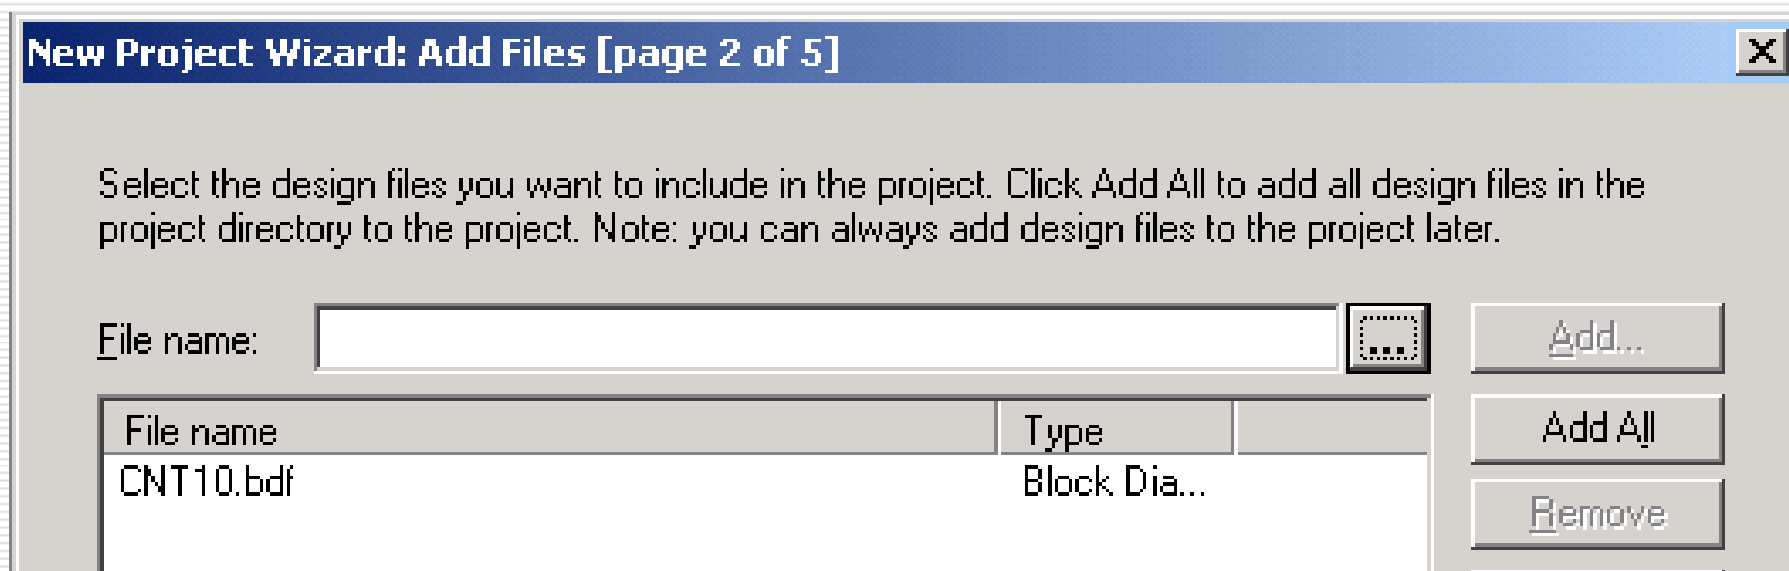 New Project Wizard: Add Files [page 2 of 5]
Select the design files you want to include in the project. Click Add All to add all design files in the
project directory to the project. Note: you can always add design files to the project later.
File name: ... Add...
File name Type Add All
CNT10.bdf Block Dia...
Remove